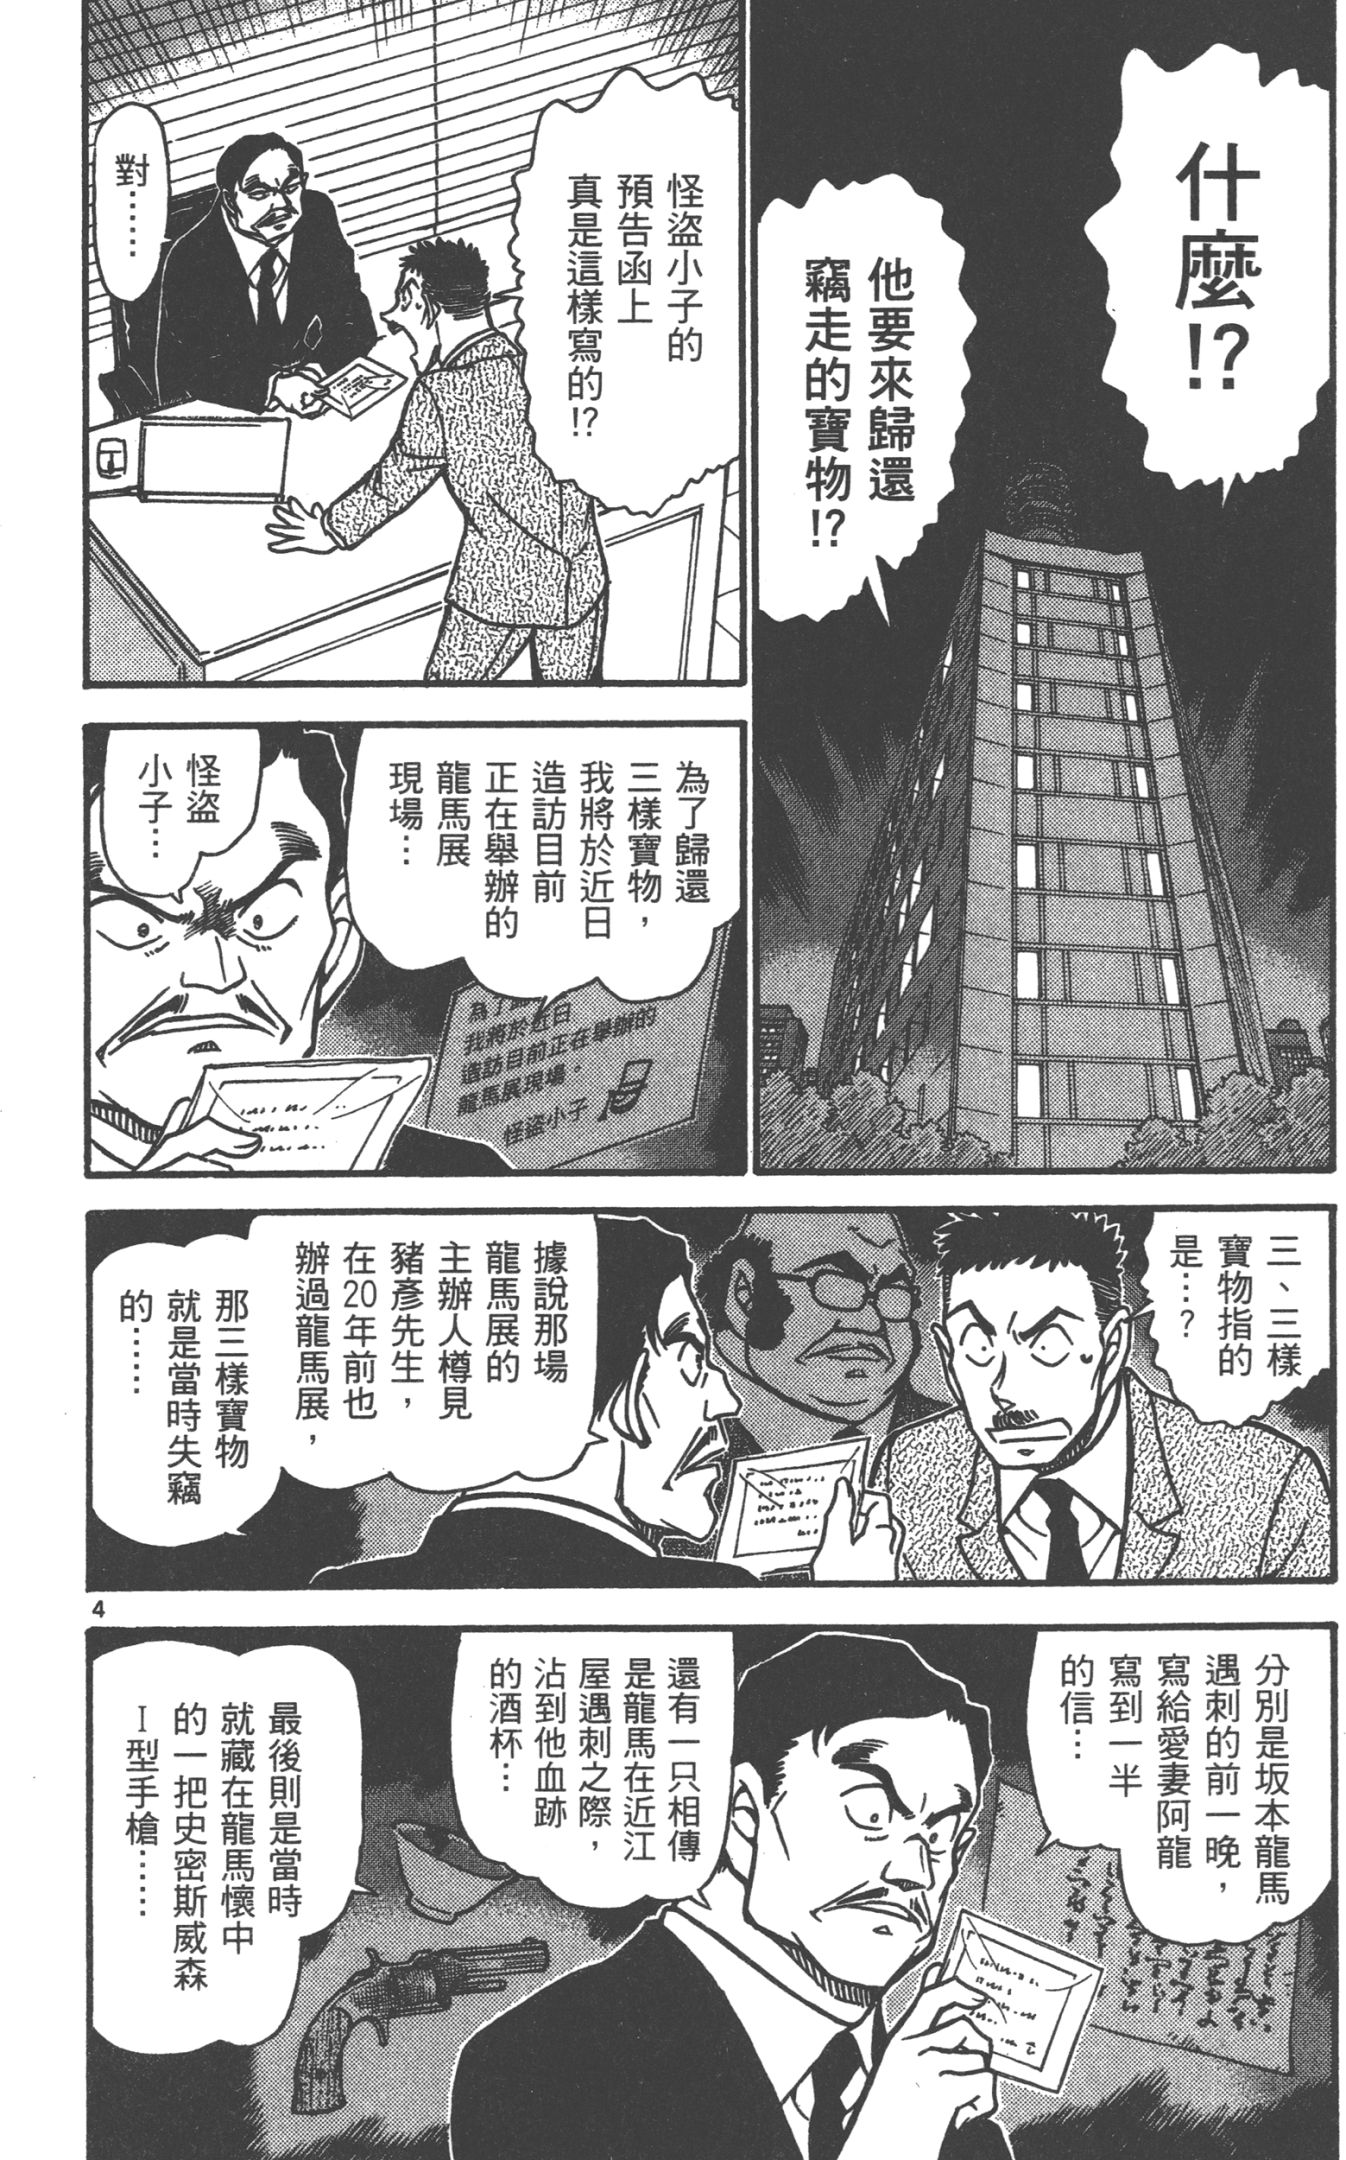 什麼!?
他要來歸還
竊走的寶物!?
怪盜小子的
預告函上
真是這樣寫的!?
對……
為了歸還
三樣寶物，
我將於近日
造訪目前
正在舉辦的
龍馬展
現場…
怪盜
小子…
我將於近日
造訪目前正在舉辦的
龍馬展現場。
怪盜小子
三、三樣
寶物指的
是…?
據說那場
龍馬展的
主辦人樽見
豬彥先生，
在20年前也
辦過龍馬展，
那三樣寶物
就是當時失竊
的……
4
分別是坂本龍馬
遇刺的前一晚，
寫給愛妻阿龍
寫到一半
的信…
還有一只相傳
是龍馬在近江
屋遇刺之際，
沾到他血跡
的酒杯…
最後則是當時
就藏在龍馬懷中
的一把史密斯威森
I型手槍……